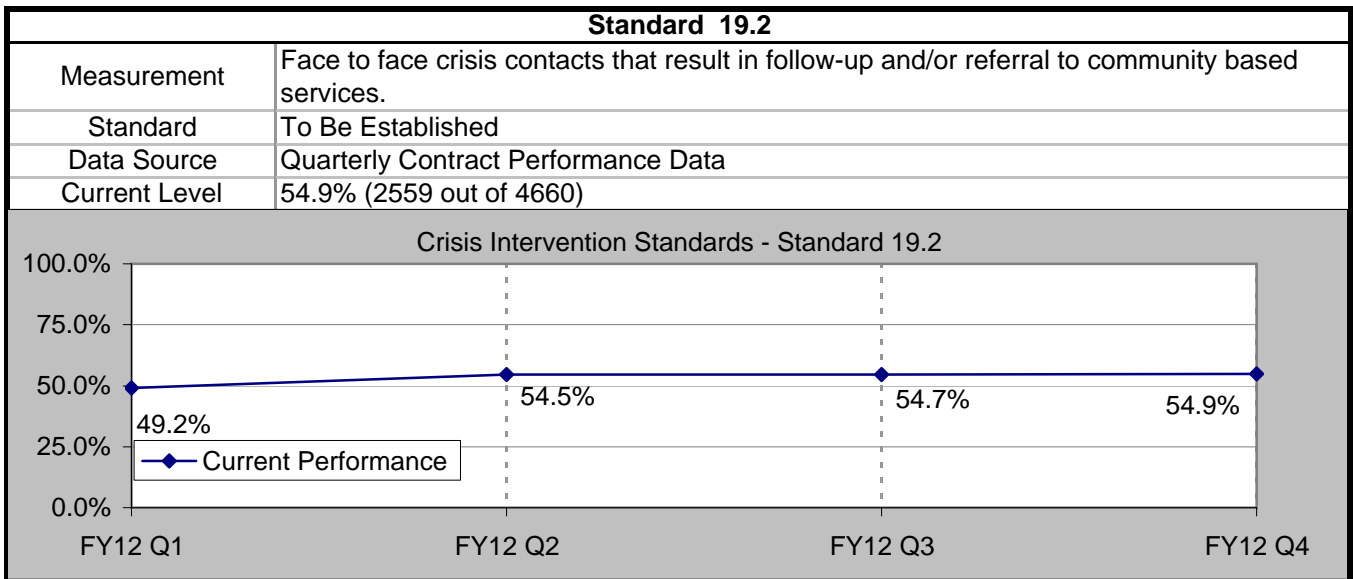 Standard 19.2
Measurement
Face to face crisis contacts that result in follow-up and/or referral to community based
services.
Standard
To Be Established
Data Source
Quarterly Contract Performance Data
Current Level
54.9% (2559 out of 4660)
Crisis Intervention Standards - Standard 19.2
100.0%
75.0%
50.0%
25.0%
0.0%
49.2%
54.5%
54.7%
54.9%
Current Performance
FY12 Q1
FY12 Q2
FY12 Q3
FY12 Q4